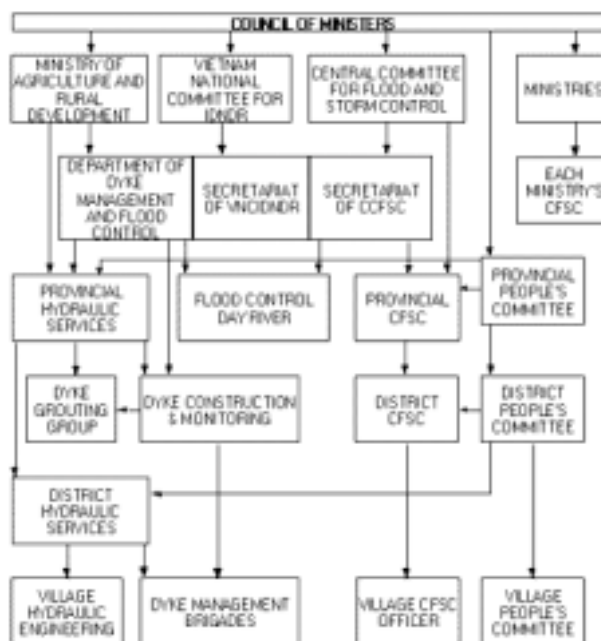 COUNCIL OF MINISTERS
MINISTRY OF
AGRICULTURE AND
RURAL
DEVELOPMENT
VIETNAM
NATIONAL
COMMITTEE FOR
IDNDR
CENTRAL COMMITTEE
FOR FLOOD AND
STORM CONTROL
MINISTRIES
DEPARTMENT OF
DYKE
MANAGEMENT
AND FLOOD
CONTROL
SECRETARIAT
OF VNCIDNDR
SECRETARIAT
OF CCFSC
EACH
MINISTRY'S
CFSC
PROVINCIAL
HYDRAULIC
SERVICES
FLOOD CONTROL
DAY RIVER
PROVINCIAL
CFSC
PROVINCIAL
PEOPLE'S
COMMITTEE
DYKE
GROUTING
GROUP
DYKE CONSTRUCTION
& MONITORING
DISTRICT
CFSC
DISTRICT
PEOPLE'S
COMMITTEE
DISTRICT
HYDRAULIC
SERVICES
VILLAGE
HYDRAULIC
ENGINEERING
DYKE MANAGEMENT
BRIGADES
VILLAGE CFSC
OFFICER
VILLAGE
PEOPLE'S
COMMITTEE